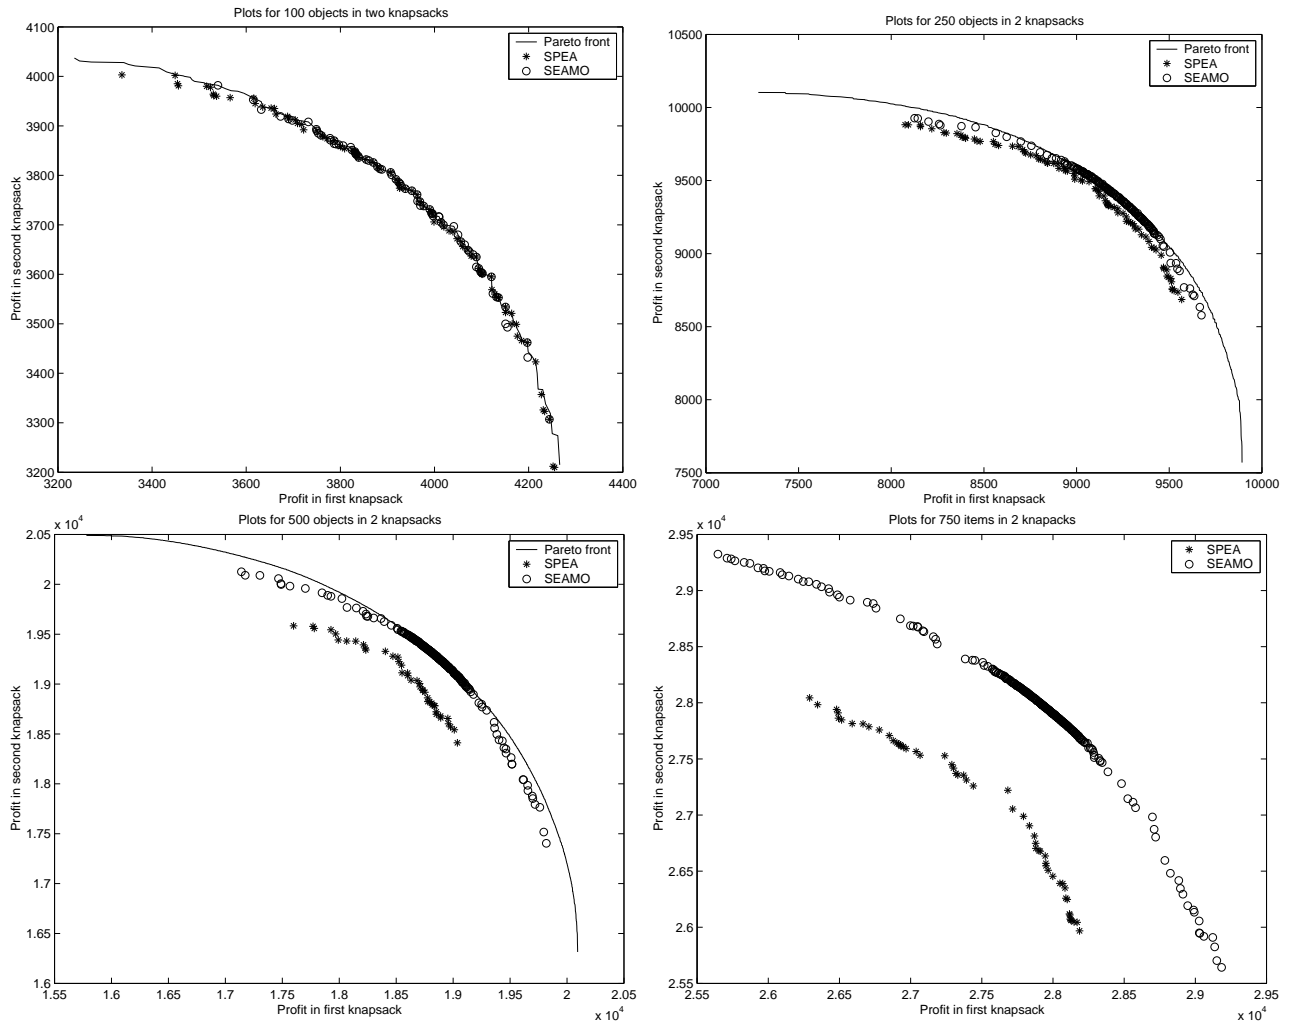 Plots for 100 objects in two knapsacks
4100
4000
3900
3800
3700
3600
3500
3400
3300
3200
Profit in second knapsack
Pareto front
SPEA
SEAMO
3200 3400 3600 3800 4000 4200 4400
Profit in first knapsack
Plots for 250 objects in 2 knapsacks
10500
10000
9500
9000
8500
8000
7500
Profit in second knapsack
Pareto front
SPEA
SEAMO
7000 7500 8000 8500 9000 9500 10000
Profit in first knapsack
Plots for 500 objects in 2 knapsacks
x 10^4
2.05
2
1.95
1.9
1.85
1.8
1.75
1.7
1.65
1.6
Profit in second knapsack
Pareto front
SPEA
SEAMO
1.55 1.6 1.65 1.7 1.75 1.8 1.85 1.9 1.95 2 2.05
Profit in first knapsack
x 10^4
Plots for 750 items in 2 knapacks
x 10^4
2.95
2.9
2.85
2.8
2.75
2.7
2.65
2.6
2.55
Profit in second knapsack
SPEA
SEAMO
2.55 2.6 2.65 2.7 2.75 2.8 2.85 2.9 2.95
Profit in first knapsack
x 10^4